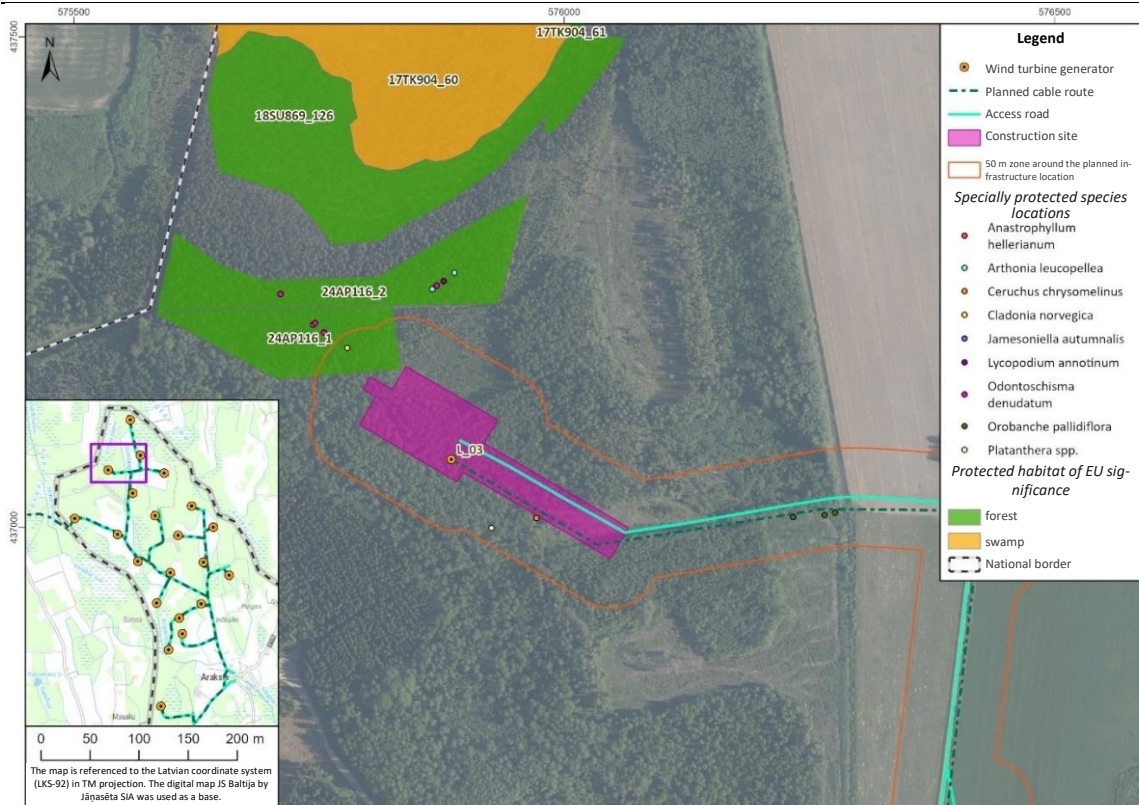 575500
576000
576500
437500
437000
N
17TK904_61
17TK904_60
18SU869_126
24AP116_2
24AP116_1
L_03
Legend
Wind turbine generator
Planned cable route
Access road
Construction site
50 m zone around the planned in-
frastructure location
Specially protected species
locations
Anastrophyllum
hellerianum
Arthonia leucopellea
Ceruchus chrysomelinus
Cladonia norvegica
Jamesoniella autumnalis
Lycopodium annotinum
Odontoschisma
denudatum
Orobanche pallidiflora
Platanthera spp.
Protected habitat of EU sig-
nificance
forest
swamp
National border
Arakste
Masaku
0 50 100 150 200 m
The map is referenced to the Latvian coordinate system
(LKS-92) in TM projection. The digital map JS Baltija by
Jāņasēta SIA was used as a base.